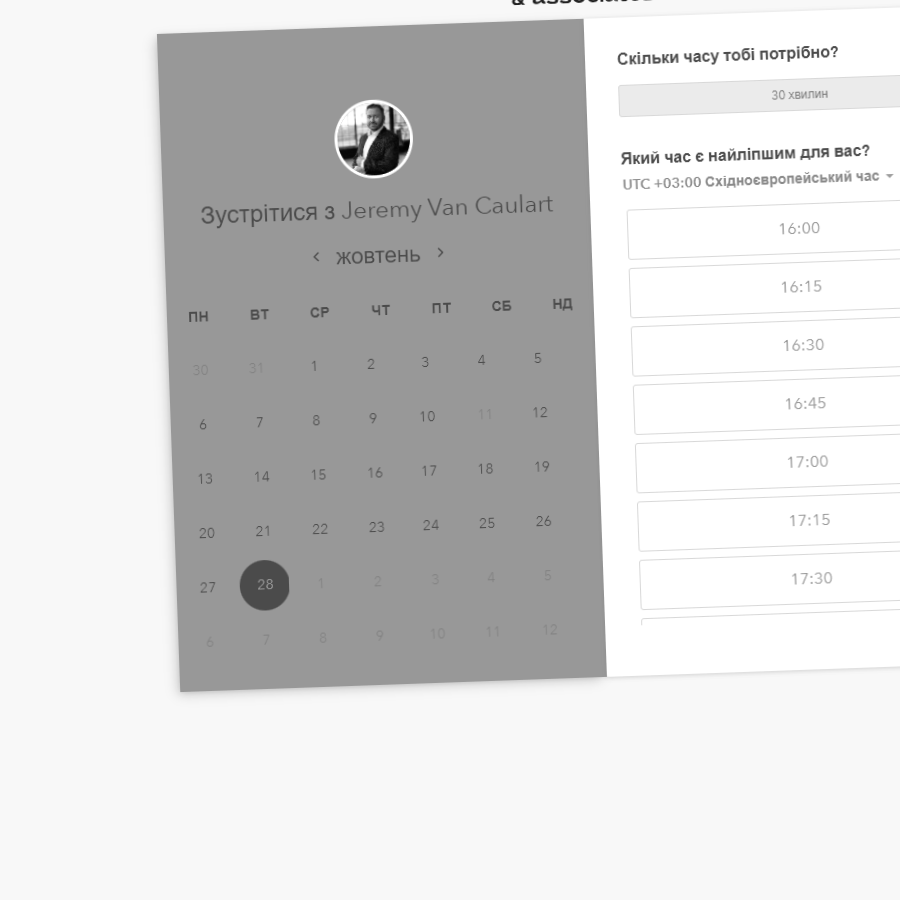 Зустрітися з Jeremy Van Caulart
жовтень
ПН ВТ СР ЧТ ПТ СБ НД
30 31 1 2 3 4 5
6 7 8 9 10 11 12
13 14 15 16 17 18 19
20 21 22 23 24 25 26
27 28 1 2 3 4 5
6 7 8 9 10 11 12
Скільки часу тобі потрібно?
30 хвилин
Який час є найліпшим для вас?
UTC +03:00 Східноєвропейський час
16:00
16:15
16:30
16:45
17:00
17:15
17:30